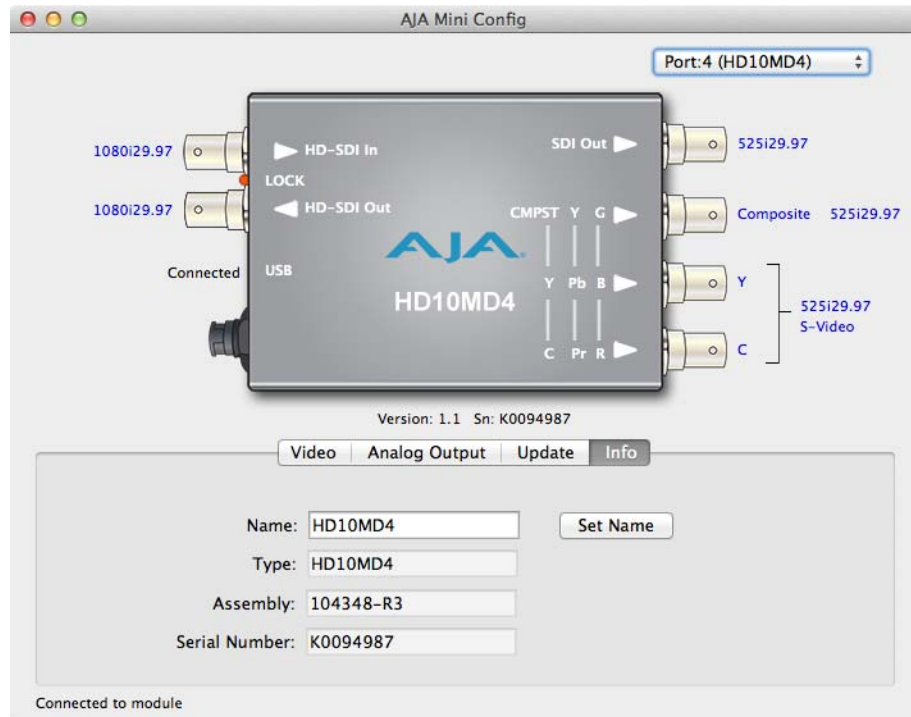 AJA Mini Config
Port:4 (HD10MD4)
1080i29.97
HD-SDI In
SDI Out
525i29.97
LOCK
1080i29.97
HD-SDI Out
CMPST Y G
Composite 525i29.97
AJA
Connected
USB
Y Pb B
Y
HD10MD4
525i29.97
S-Video
C Pr R
C
Version: 1.1 Sn: K0094987
Video
Analog Output
Update
Info
Name: HD10MD4
Set Name
Type: HD10MD4
Assembly: 104348-R3
Serial Number: K0094987
Connected to module